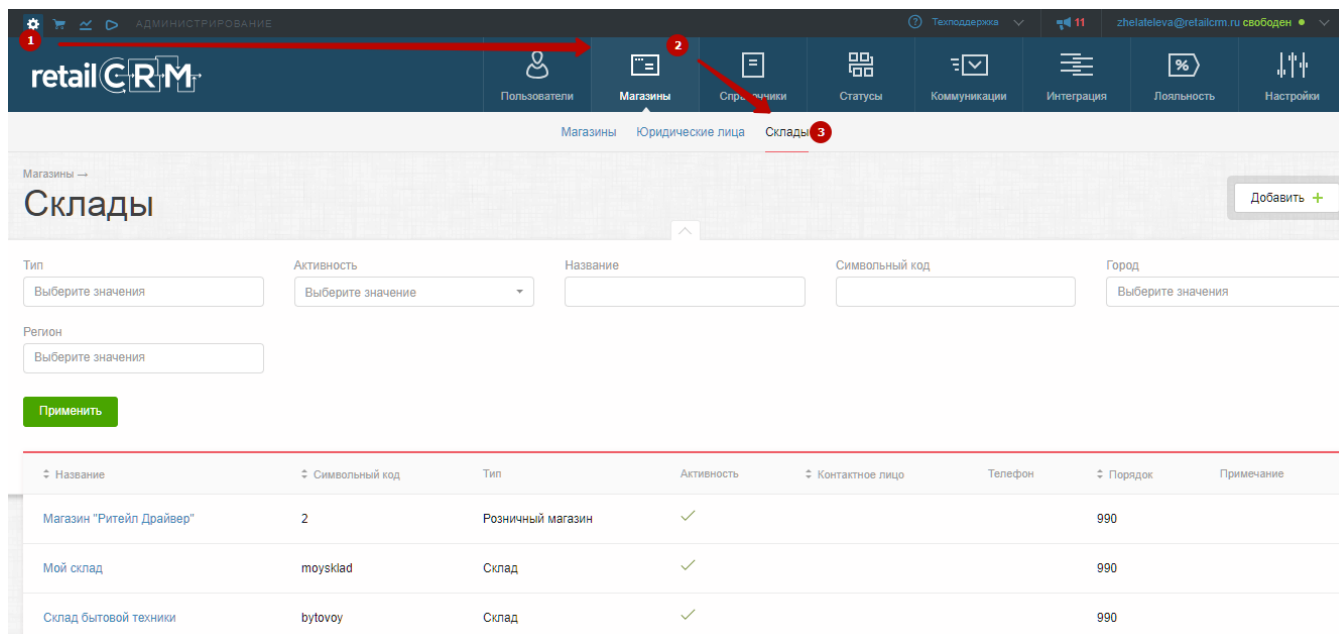 АДМИНИСТРИРОВАНИЕ Техподдержка 11 zhelateleva@retailcrm.ru свободен
1 2
retailCRM
Пользователи Магазины Справочники Статусы Коммуникации Интеграция Лояльность Настройки
Магазины Юридические лица Склады 3
Магазины →
Склады
Добавить +
Тип Активность Название Символьный код Город
Выберите значения Выберите значение Выберите значения
Регион
Выберите значения
Применить
Название Символьный код Тип Активность Контактное лицо Телефон Порядок Примечание
Магазин "Ритейл Драйвер" 2 Розничный магазин 990
Мой склад moysklad Склад 990
Склад бытовой техники bytovoy Склад 990